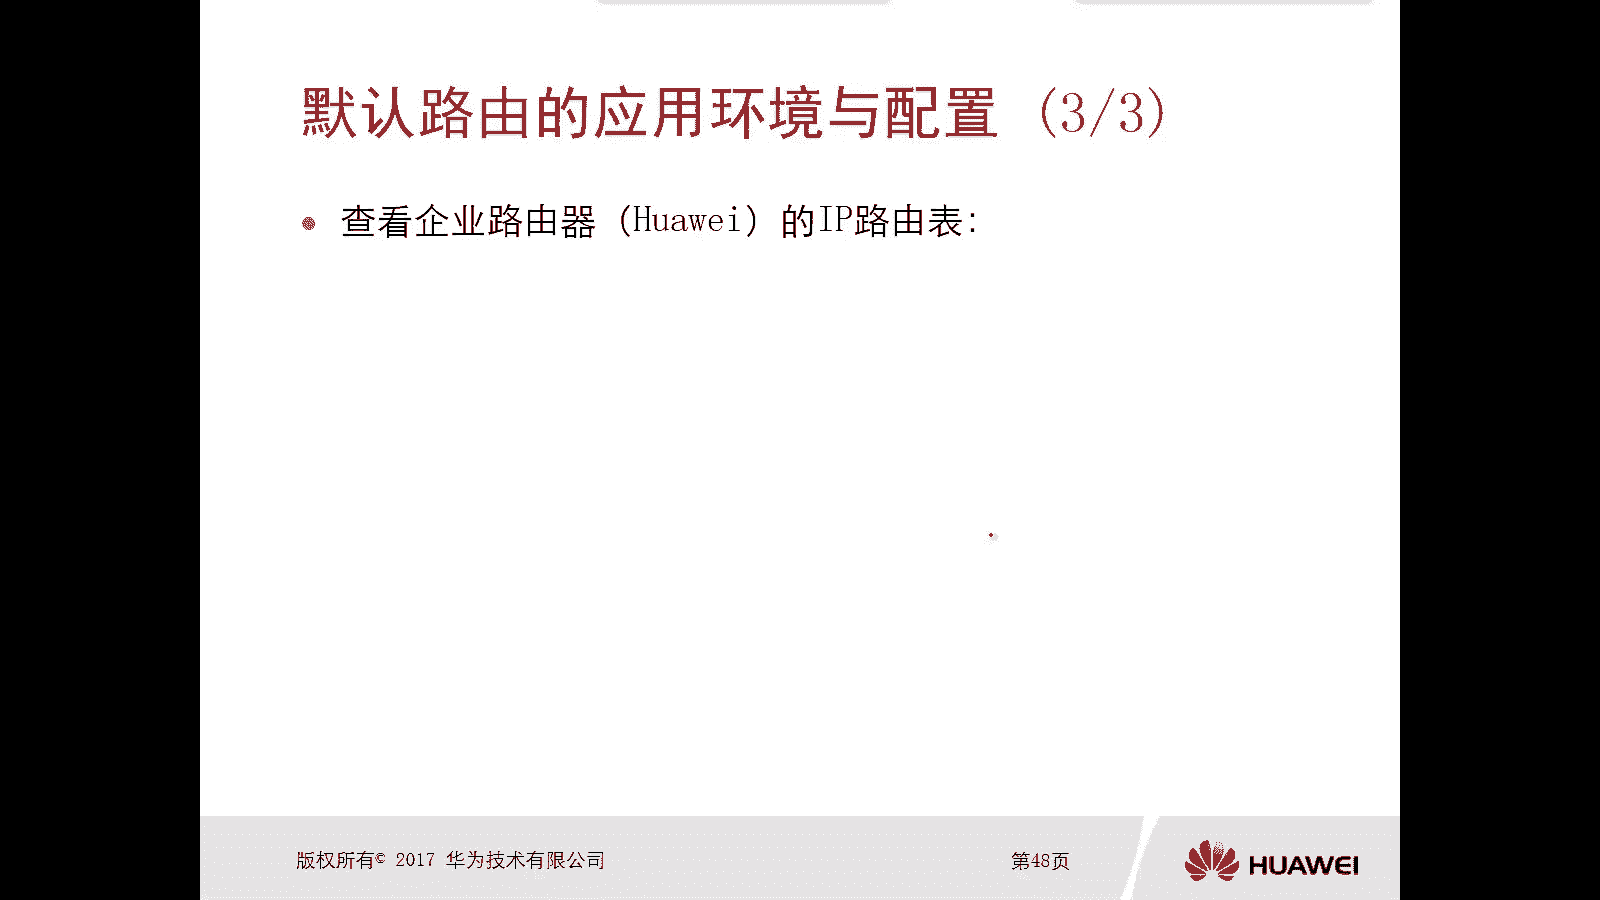 默认路由的应用环境与配置（3/3）
查看企业路由器（Huawei）的IP路由表：
版权所有© 2017 华为技术有限公司
第48页
HUAWEI